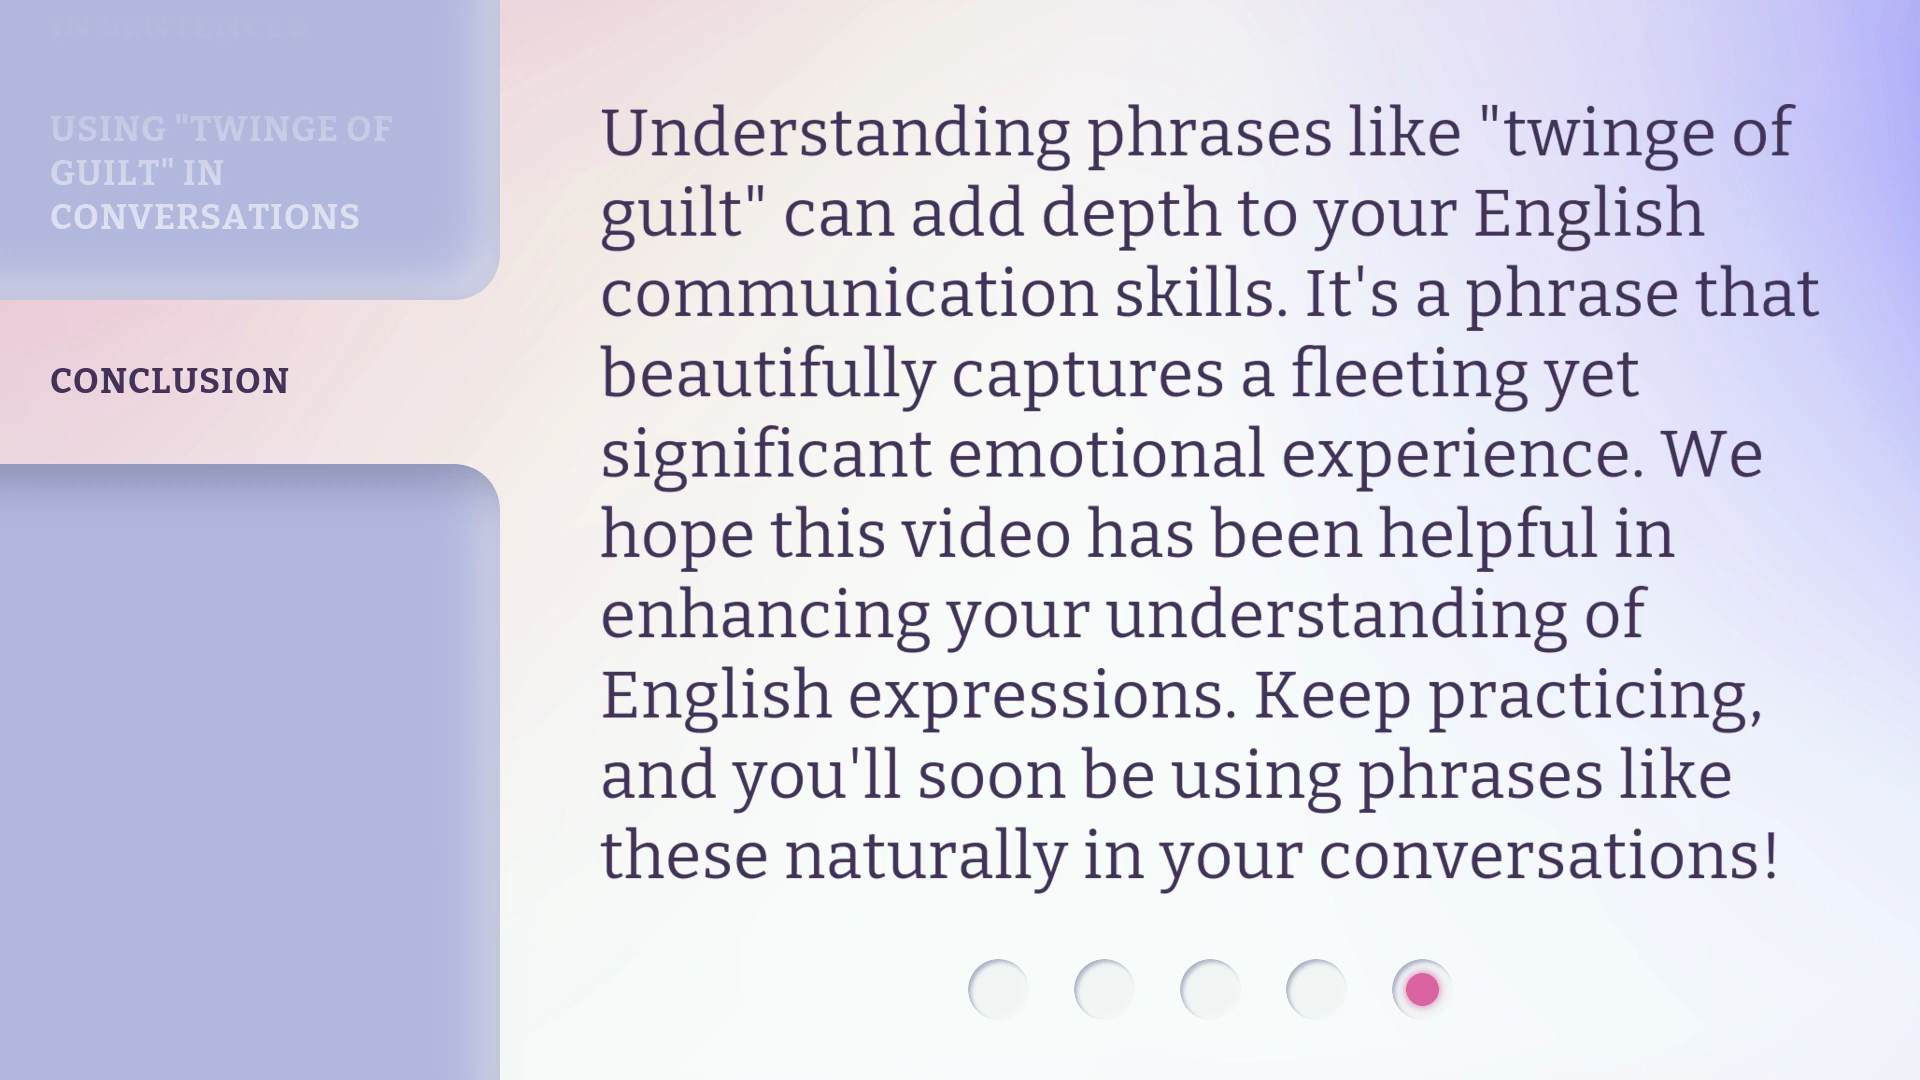 IN SENTENCES
USING "TWINGE OF
GUILT" IN
CONVERSATIONS
CONCLUSION
Understanding phrases like "twinge of
guilt" can add depth to your English
communication skills. It's a phrase that
beautifully captures a fleeting yet
significant emotional experience. We
hope this video has been helpful in
enhancing your understanding of
English expressions. Keep practicing,
and you'll soon be using phrases like
these naturally in your conversations!